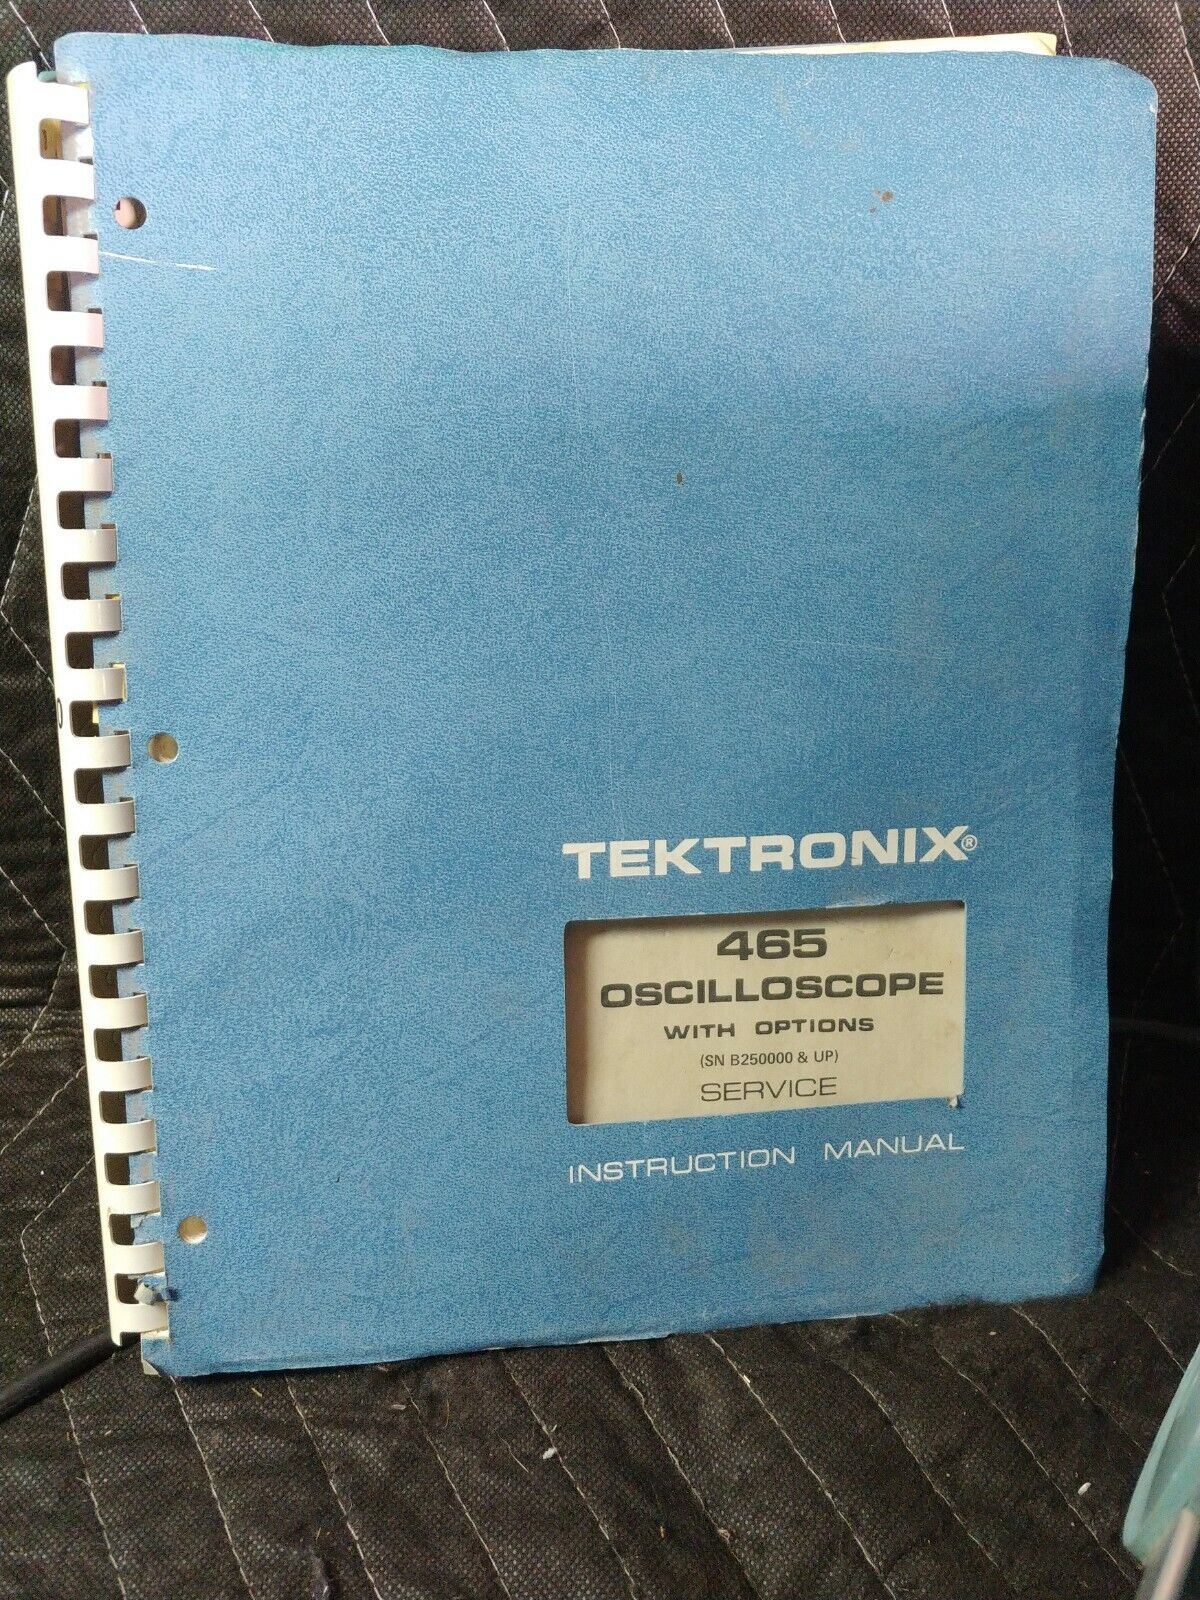 TEKTRONIX®
465
OSCILLOSCOPE
WITH OPTIONS
(SN B250000 & UP)
SERVICE
INSTRUCTION MANUAL